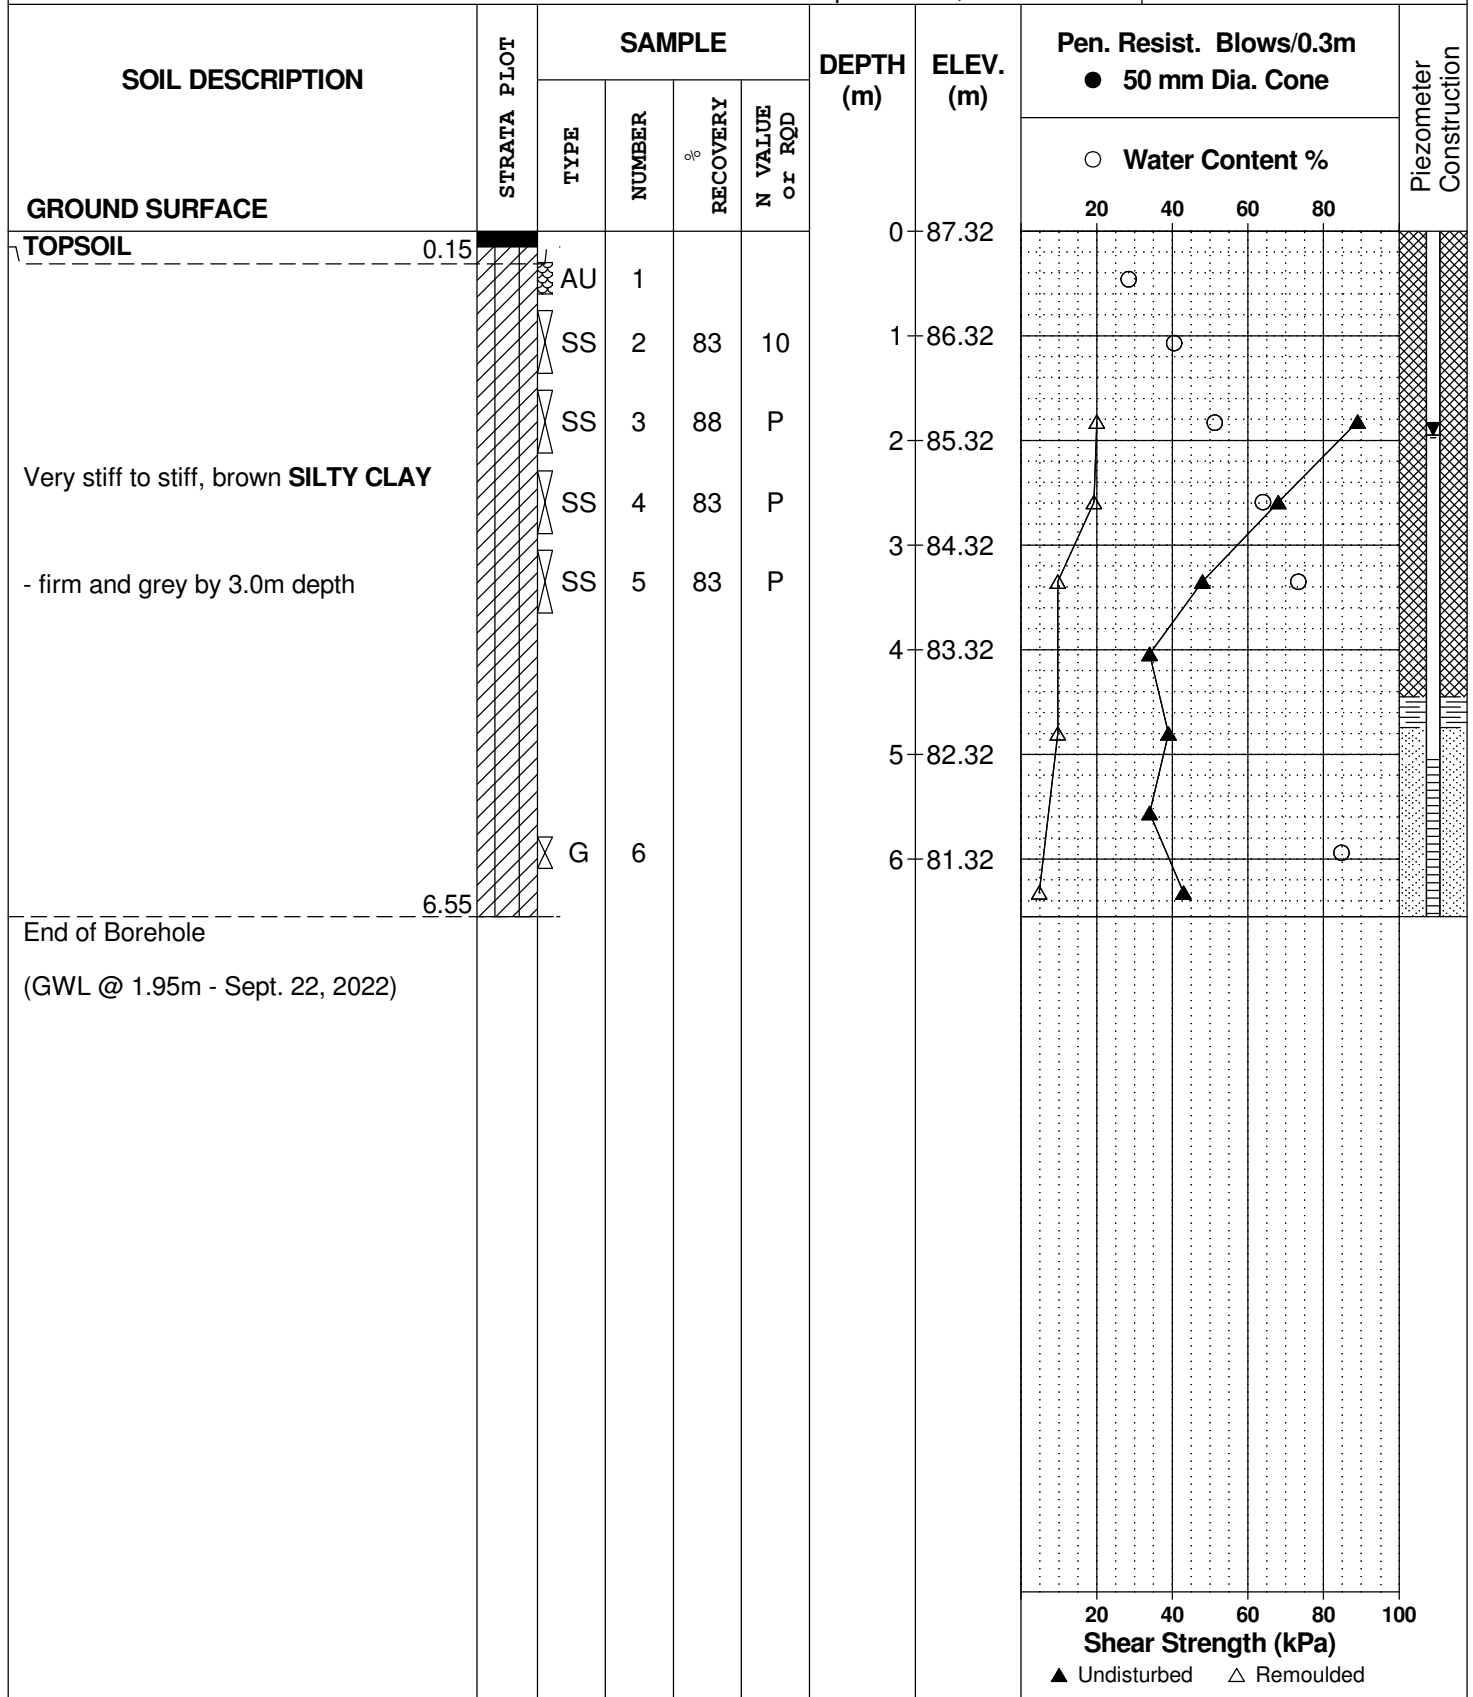 SOIL DESCRIPTION
GROUND SURFACE
STRATA PLOT
SAMPLE
TYPE
NUMBER
% RECOVERY
N VALUE or RQD
DEPTH (m)
ELEV. (m)
Pen. Resist. Blows/0.3m
● 50 mm Dia. Cone
○ Water Content %
20 40 60 80
Piezometer Construction
TOPSOIL 0.15
0 87.32
AU 1
1 86.32
SS 2 83 10
SS 3 88 P
2 85.32
Very stiff to stiff, brown SILTY CLAY
SS 4 83 P
3 84.32
- firm and grey by 3.0m depth
SS 5 83 P
4 83.32
5 82.32
G 6
6 81.32
6.55
End of Borehole
(GWL @ 1.95m - Sept. 22, 2022)
20 40 60 80 100
Shear Strength (kPa)
▲ Undisturbed △ Remoulded